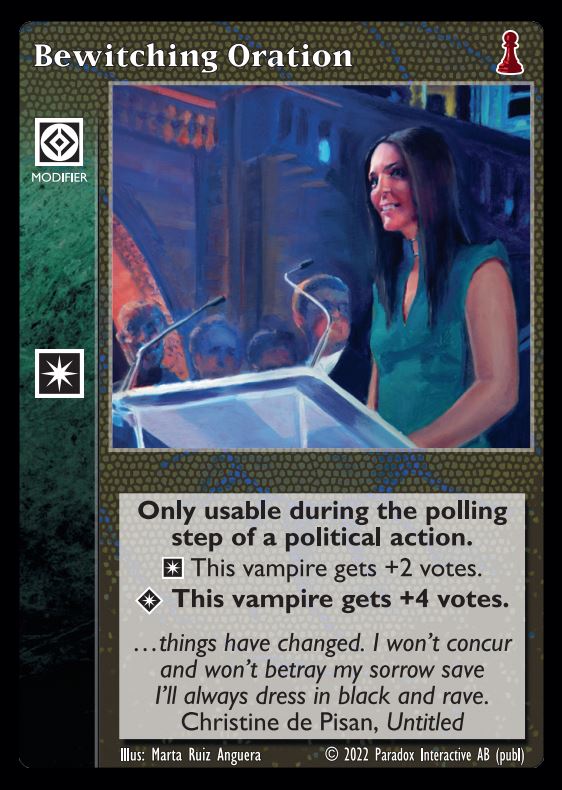 Bewitching Oration
MODIFIER
Only usable during the polling
step of a political action.
This vampire gets +2 votes.
This vampire gets +4 votes.
…things have changed. I won't concur
and won't betray my sorrow save
I'll always dress in black and rave.
Christine de Pisan, Untitled
Illus: Marta Ruiz Anguera © 2022 Paradox Interactive AB (publ)